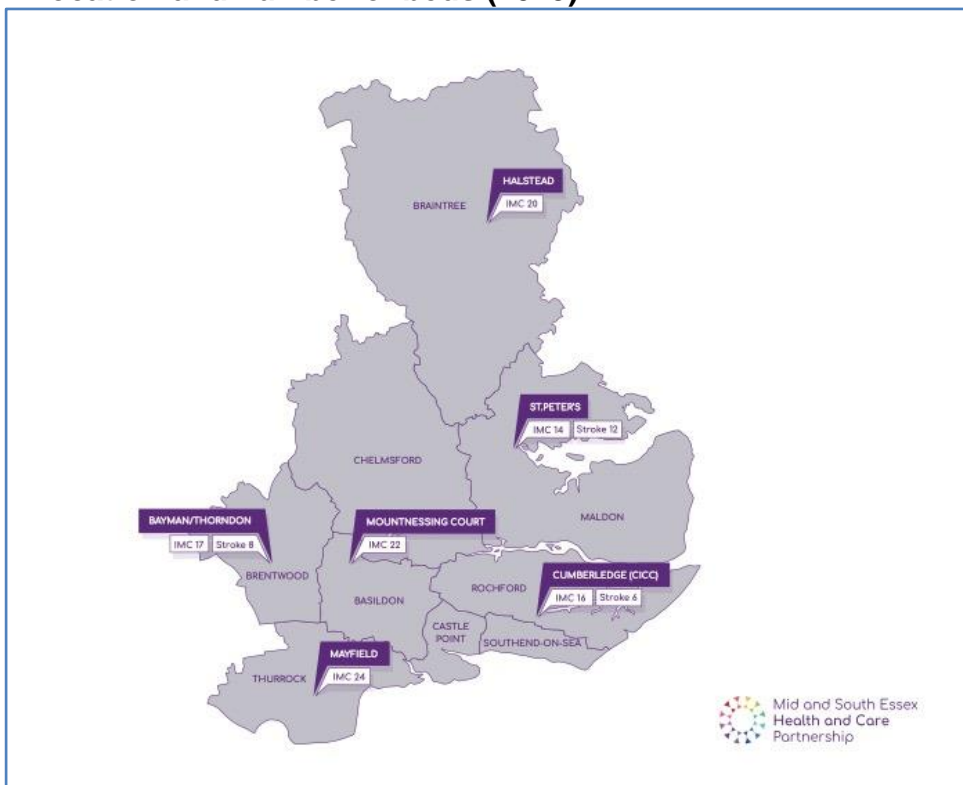 HALSTEAD
IMC 20
BRAINTREE
ST.PETER'S
IMC 14 Stroke 12
CHELMSFORD
MALDON
BAYMAN/THORNDON
IMC 17 Stroke 8
BRENTWOOD
MOUNTNESSING COURT
IMC 22
BASILDON
ROCHFORD
CUMBERLEDGE (CICC)
IMC 16 Stroke 6
CASTLE
POINT
SOUTHEND-ON-SEA
MAYFIELD
IMC 24
THURROCK
Mid and South Essex
Health and Care
Partnership